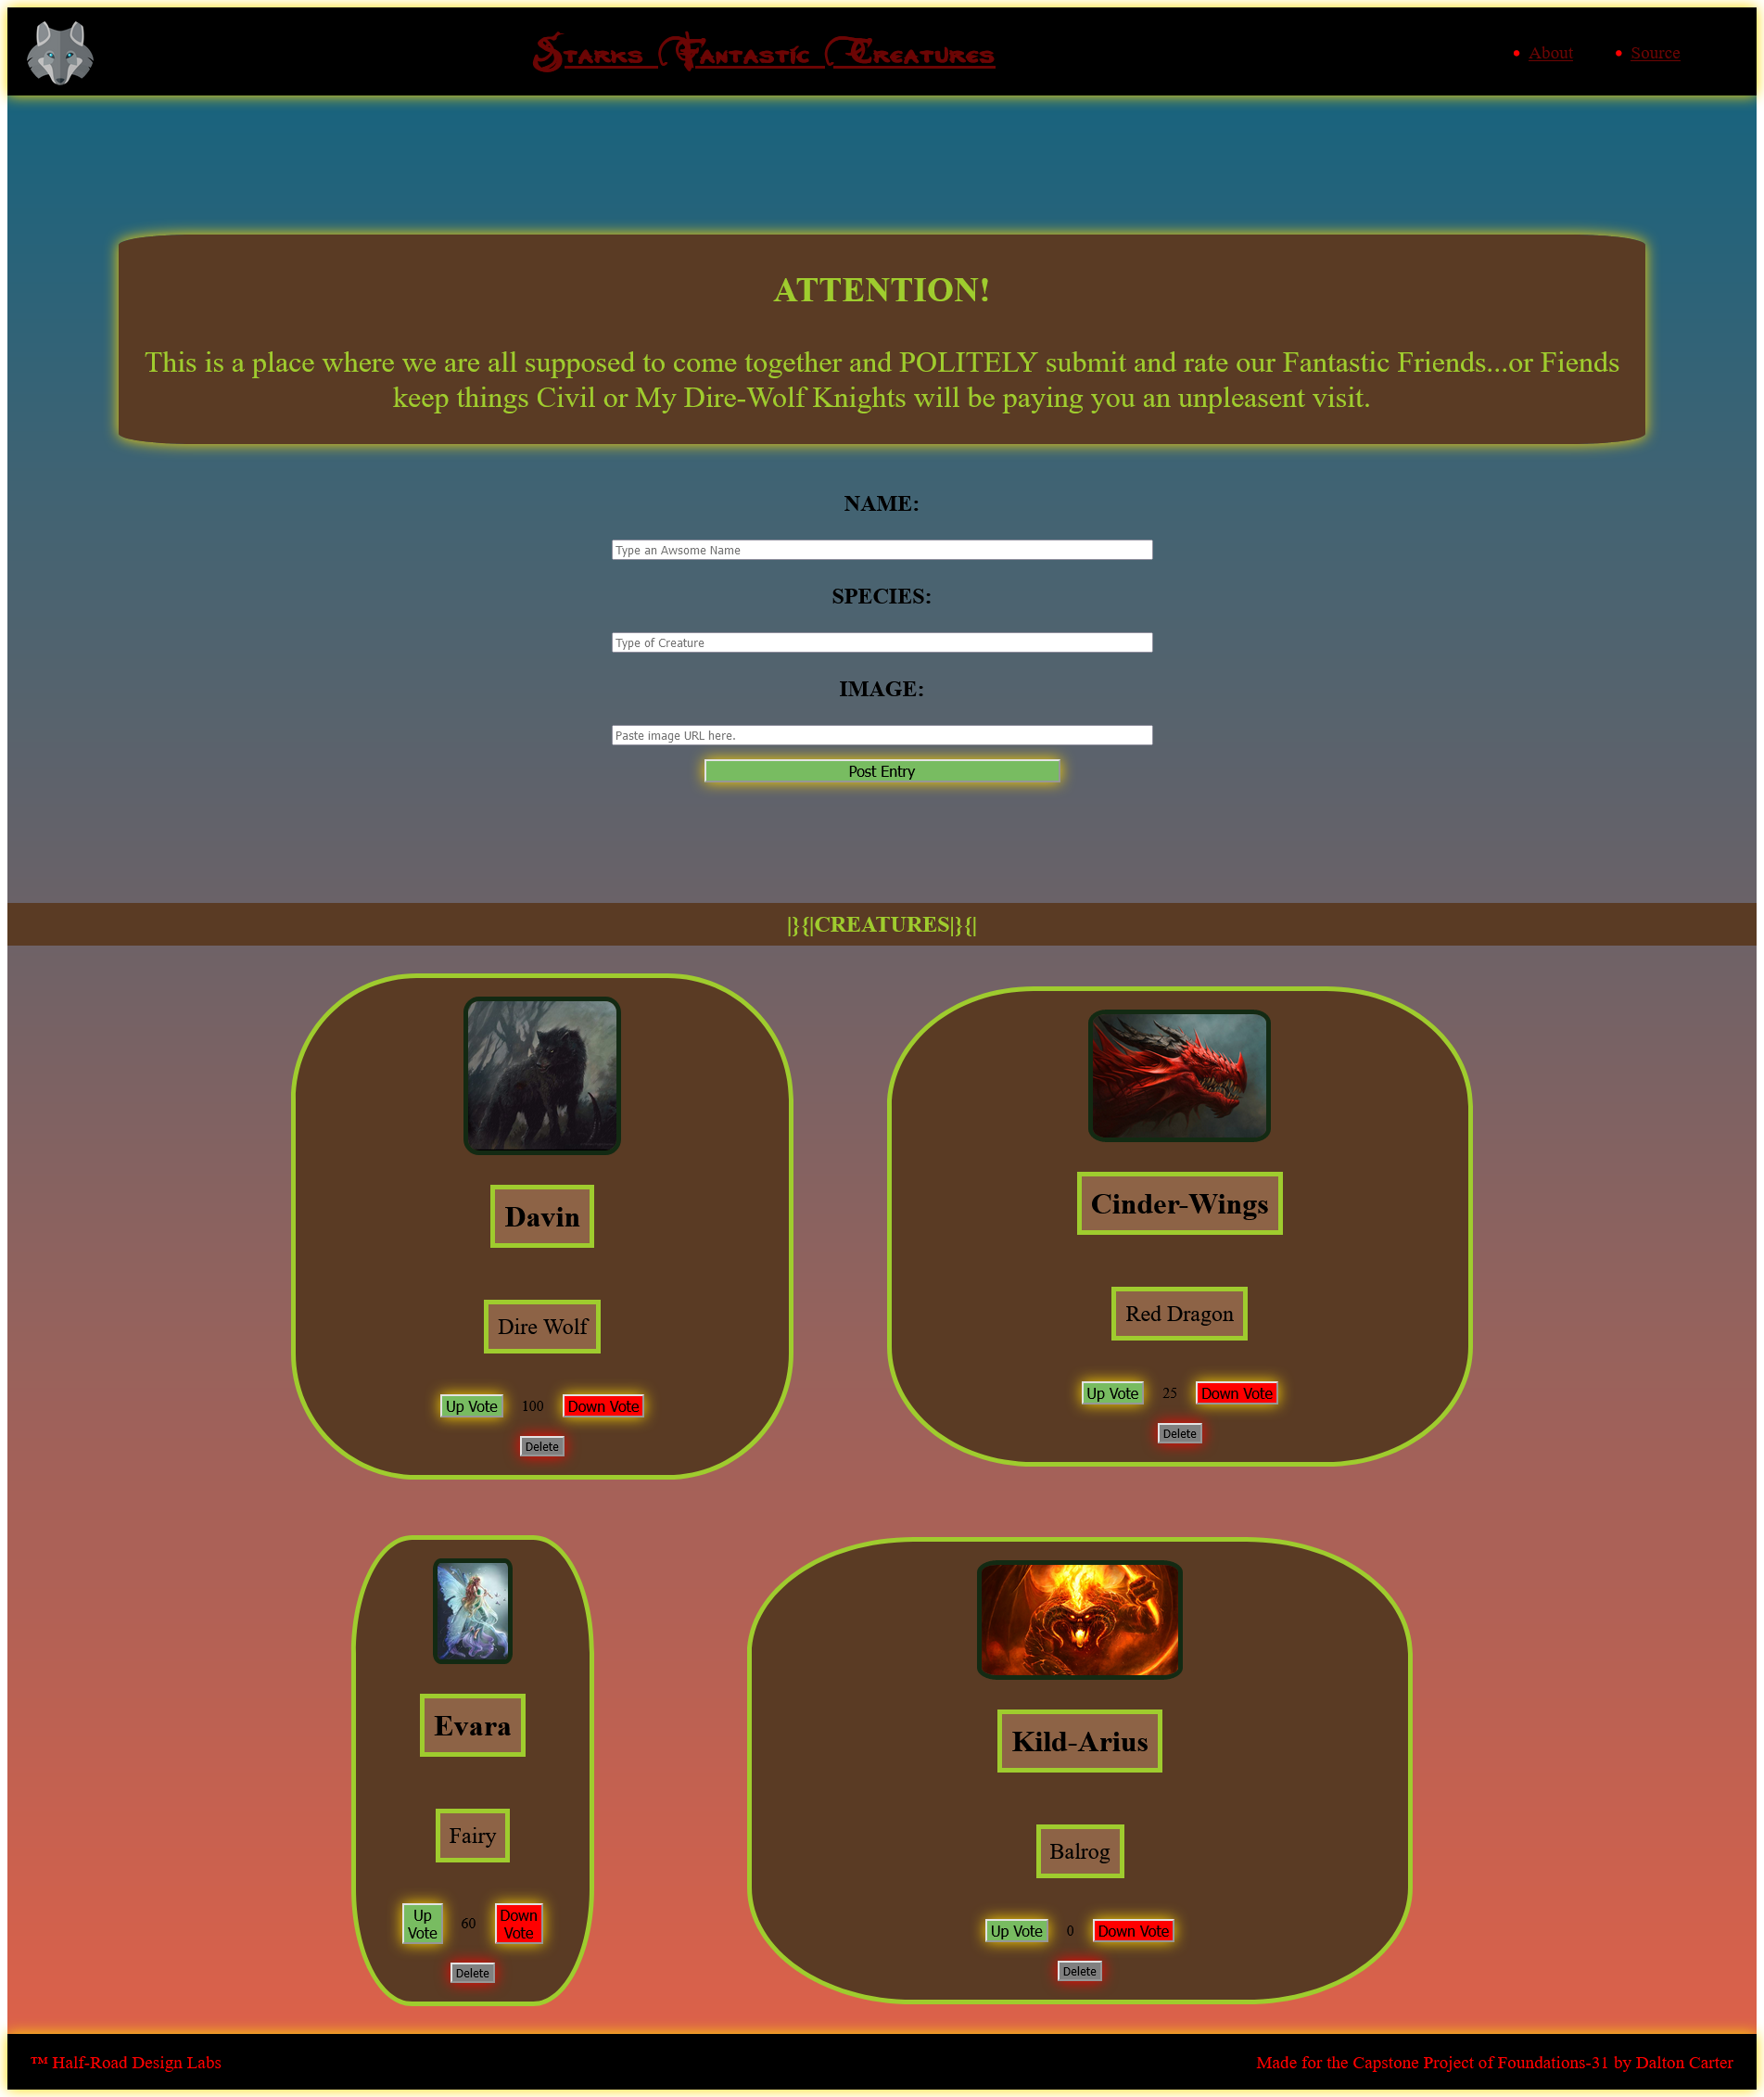 Starks Fantastic Creatures
About
Source
ATTENTION!
This is a place where we are all supposed to come together and POLITELY submit and rate our Fantastic Friends...or Fiends
keep things Civil or My Dire-Wolf Knights will be paying you an unpleasent visit.
NAME:
Type an Awsome Name
SPECIES:
Type of Creature
IMAGE:
Paste image URL here.
Post Entry
|}{|CREATURES|}{|
Davin
Dire Wolf
Up Vote 100 Down Vote
Delete
Cinder-Wings
Red Dragon
Up Vote 25 Down Vote
Delete
Evara
Fairy
Up
Vote
60
Down
Vote
Delete
Kild-Arius
Balrog
Up Vote 0 Down Vote
Delete
™ Half-Road Design Labs
Made for the Capstone Project of Foundations-31 by Dalton Carter